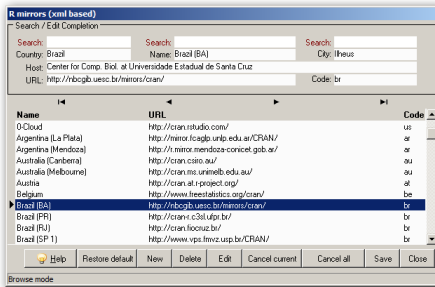 R mirrors (xml based)
Search / Edit Completion
Search: Search: Search:
Country: Brazil Name: Brazil (BA) City: Ilheus
Host: Center for Comp. Biol. at Universidade Estadual de Santa Cruz
URL: http://nbcgib.uesc.br/mirrors/cran/ Code: br
Name URL Code
0-Cloud http://cran.rstudio.com/ us
Argentina (La Plata) http://mirror.fcaglp.unlp.edu.ar/CRAN/ ar
Argentina (Mendoza) http://r.mirror.mendoza-conicet.gob.ar/ ar
Australia (Canberra) http://cran.csiro.au/ au
Australia (Melbourne) http://cran.ms.unimelb.edu.au/ au
Austria http://cran.at.r-project.org/ at
Belgium http://www.freestatistics.org/cran/ be
Brazil (BA) http://nbcgib.uesc.br/mirrors/cran/ br
Brazil (PR) http://cran-r.c3sl.ufpr.br/ br
Brazil (RJ) http://cran.fiocruz.br/ br
Brazil (SP 1) http://www.vps.fmvz.usp.br/CRAN/ br
Help Restore default New Delete Edit Cancel current Cancel all Save Close
Browse mode